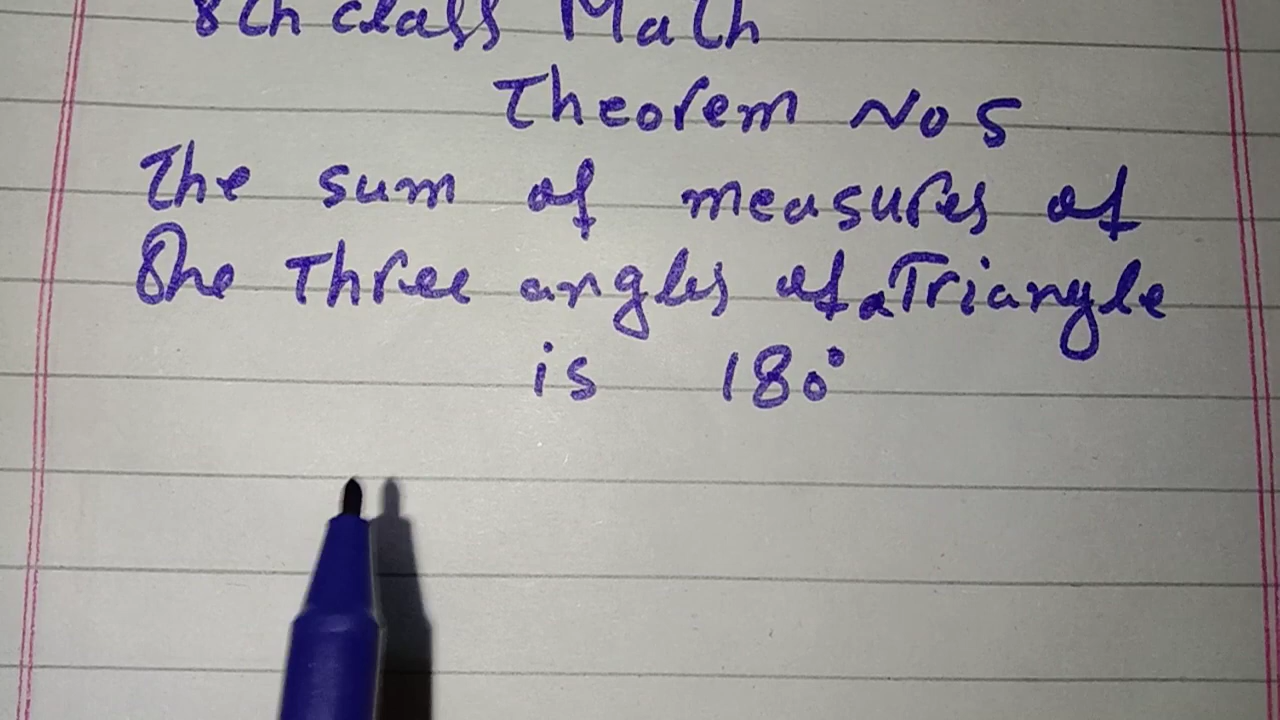 8th class Math
Theorem No 5
The sum of measures of
the Three angles of a Triangle
is 180°